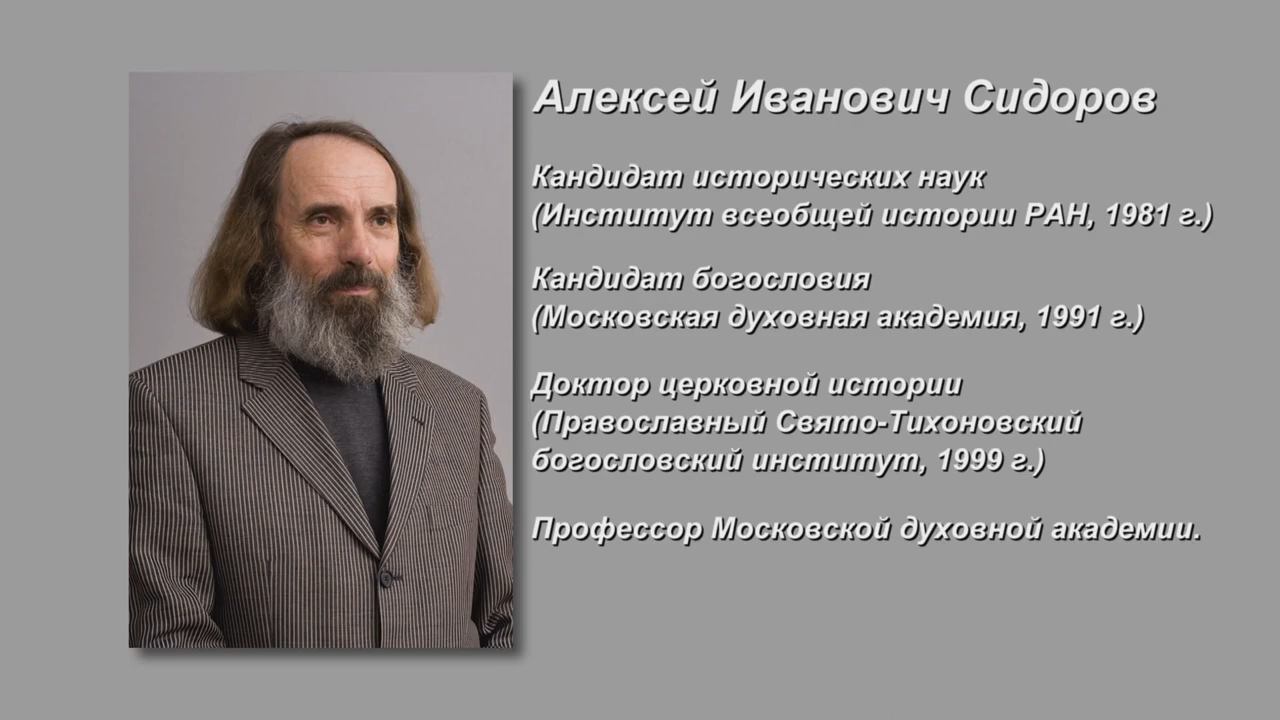 Алексей Иванович Сидоров
Кандидат исторических наук
(Институт всеобщей истории РАН, 1981 г.)
Кандидат богословия
(Московская духовная академия, 1991 г.)
Доктор церковной истории
(Православный Свято-Тихоновский
богословский институт, 1999 г.)
Профессор Московской духовной академии.